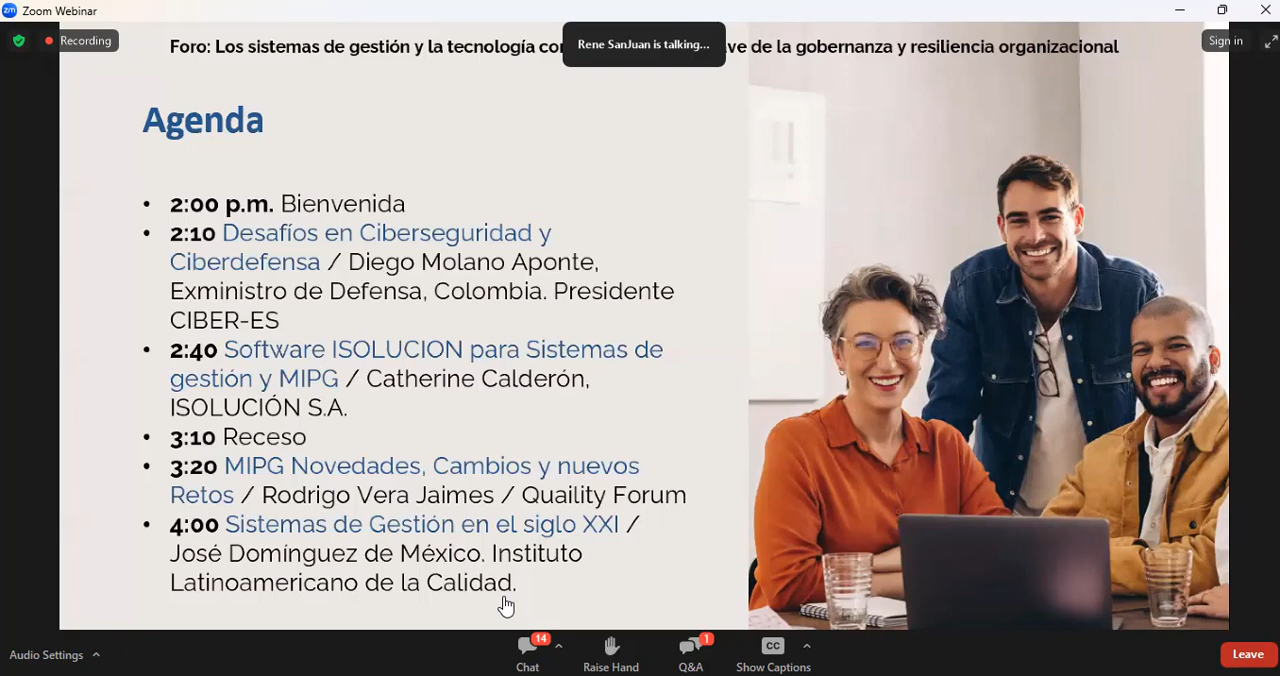 Zoom Webinar
Recording
Foro: Los sistemas de gestión y la tecnología co
Rene SanJuan is talking...
ve de la gobernanza y resiliencia organizacional
Sign in
Agenda
• 2:00 p.m. Bienvenida
• 2:10 Desafíos en Ciberseguridad y
Ciberdefensa / Diego Molano Aponte,
Exministro de Defensa, Colombia. Presidente
CIBER-ES
• 2:40 Software ISOLUCION para Sistemas de
gestión y MIPG / Catherine Calderón,
ISOLUCIÓN S.A.
• 3:10 Receso
• 3:20 MIPG Novedades, Cambios y nuevos
Retos / Rodrigo Vera Jaimes / Quaility Forum
• 4:00 Sistemas de Gestión en el siglo XXI /
José Domínguez de México. Instituto
Latinoamericano de la Calidad.
Audio Settings
14
Chat
Raise Hand
1
Q&A
CC
Show Captions
Leave